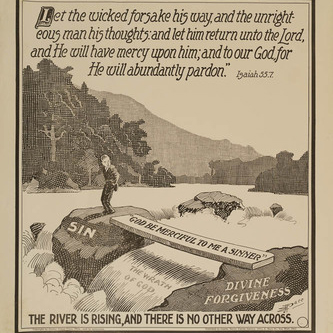 Let the wicked forsake his way, and the unright-
eous man his thoughts: and let him return unto the Lord,
and He will have mercy upon him; and to our God, for
He will abundantly pardon."
Isaiah 55:7.
SIN
GOD BE MERCIFUL TO ME A SINNER"
THE WRATH
OF GOD
DIVINE
FORGIVENESS
THE RIVER IS RISING, AND THERE IS NO OTHER WAY ACROSS.